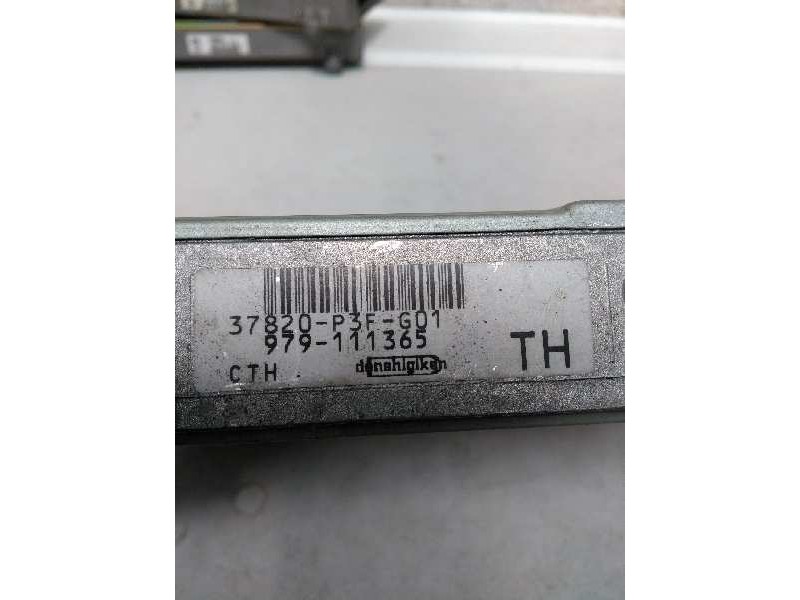 37820-P3F-G01
979-111365
CTH
denshigiken
TH